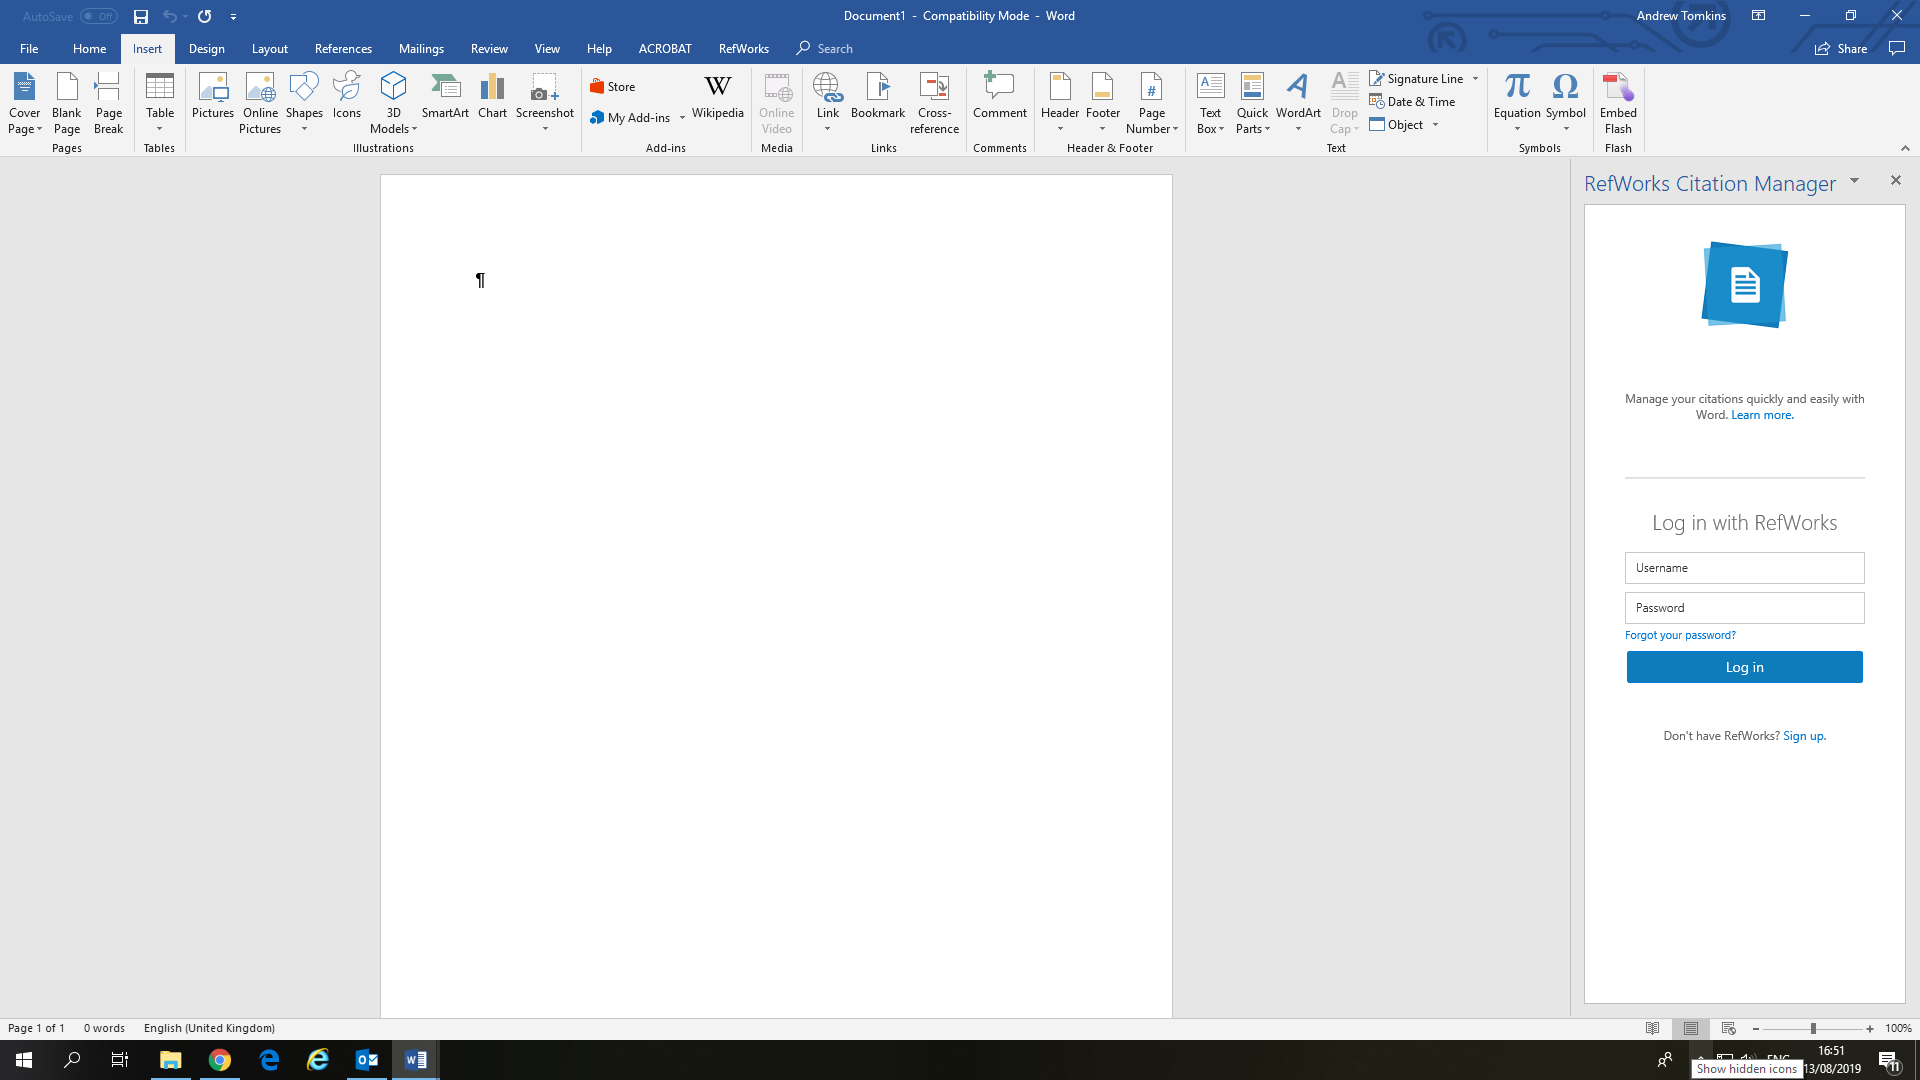 AutoSave Off
Document1 - Compatibility Mode - Word
Andrew Tomkins
File Home Insert Design Layout References Mailings Review View Help ACROBAT RefWorks Search Share
Cover Page
Blank Page
Page Break
Pages
Table
Tables
Pictures
Online Pictures
Shapes
Icons
3D Models
SmartArt
Chart
Screenshot
Illustrations
Store
My Add-ins
W
Wikipedia
Add-ins
Online Video
Media
Link
Bookmark
Cross-reference
Links
Comment
Comments
Header
Footer
# Page Number
Header & Footer
A Text Box
Quick Parts
A WordArt
A Drop Cap
Signature Line
Date & Time
Object
Text
π Equation
Ω Symbol
Symbols
Embed Flash
Flash
RefWorks Citation Manager
¶
Manage your citations quickly and easily with
Word. Learn more.
Log in with RefWorks
Username
Password
Forgot your password?
Log in
Don't have RefWorks? Sign up.
Page 1 of 1 0 words English (United Kingdom)
100%
16:51
Show hidden icons
13/08/2019
11